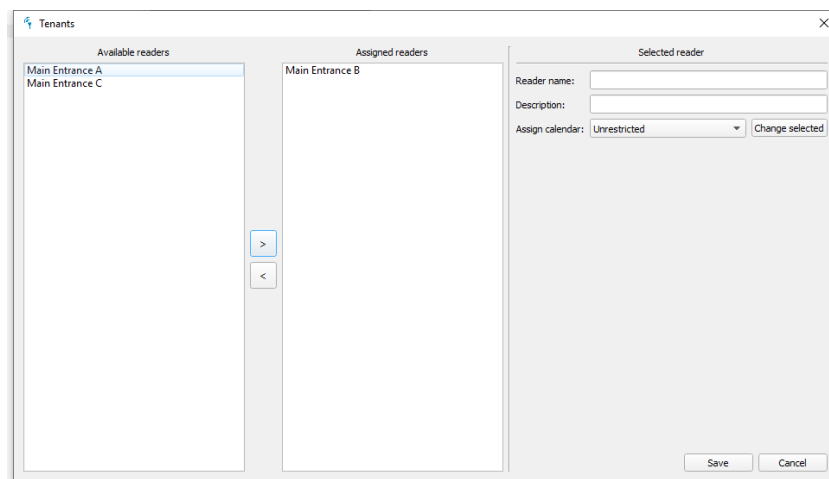 Tenants
Available readers
Main Entrance A
Main Entrance C
>
<
Assigned readers
Main Entrance B
Selected reader
Reader name:
Description:
Assign calendar: Unrestricted Change selected
Save Cancel